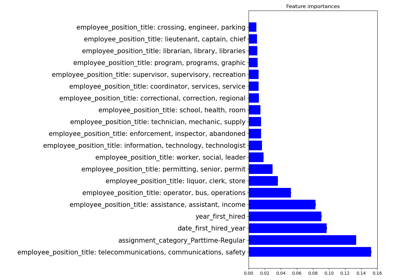 Feature importances
employee_position_title: crossing, engineer, parking
employee_position_title: lieutenant, captain, chief
employee_position_title: librarian, library, libraries
employee_position_title: program, programs, graphic
employee_position_title: supervisor, supervisory, recreation
employee_position_title: coordinator, services, service
employee_position_title: correctional, correction, regional
employee_position_title: school, health, room
employee_position_title: technician, mechanic, supply
employee_position_title: enforcement, inspector, abandoned
employee_position_title: information, technology, technologist
employee_position_title: worker, social, leader
employee_position_title: permitting, senior, permit
employee_position_title: liquor, clerk, store
employee_position_title: operator, bus, operations
employee_position_title: assistance, assistant, income
year_first_hired
date_first_hired_year
assignment_category_Parttime-Regular
employee_position_title: telecommunications, communications, safety
0.00 0.02 0.04 0.06 0.08 0.10 0.12 0.14 0.16